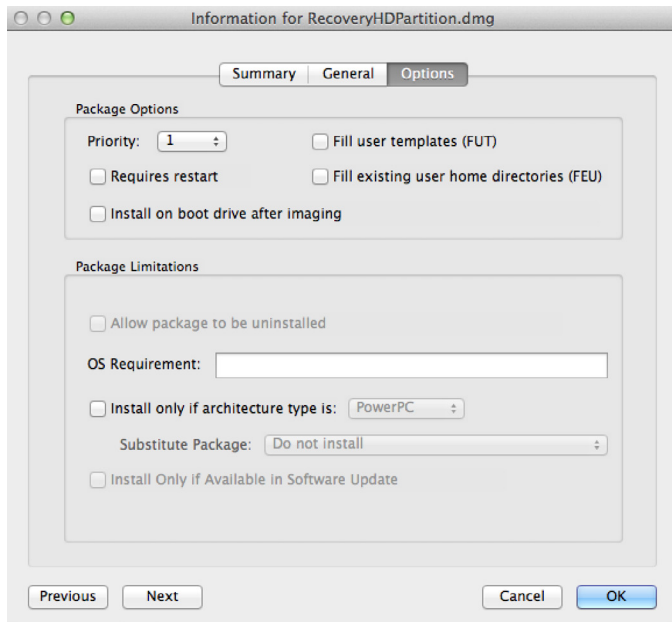 Information for RecoveryHDPartition.dmg
Summary General Options
Package Options
Priority: 1 Fill user templates (FUT)
Requires restart Fill existing user home directories (FEU)
Install on boot drive after imaging
Package Limitations
Allow package to be uninstalled
OS Requirement:
Install only if architecture type is: PowerPC
Substitute Package: Do not install
Install Only if Available in Software Update
Previous Next Cancel OK